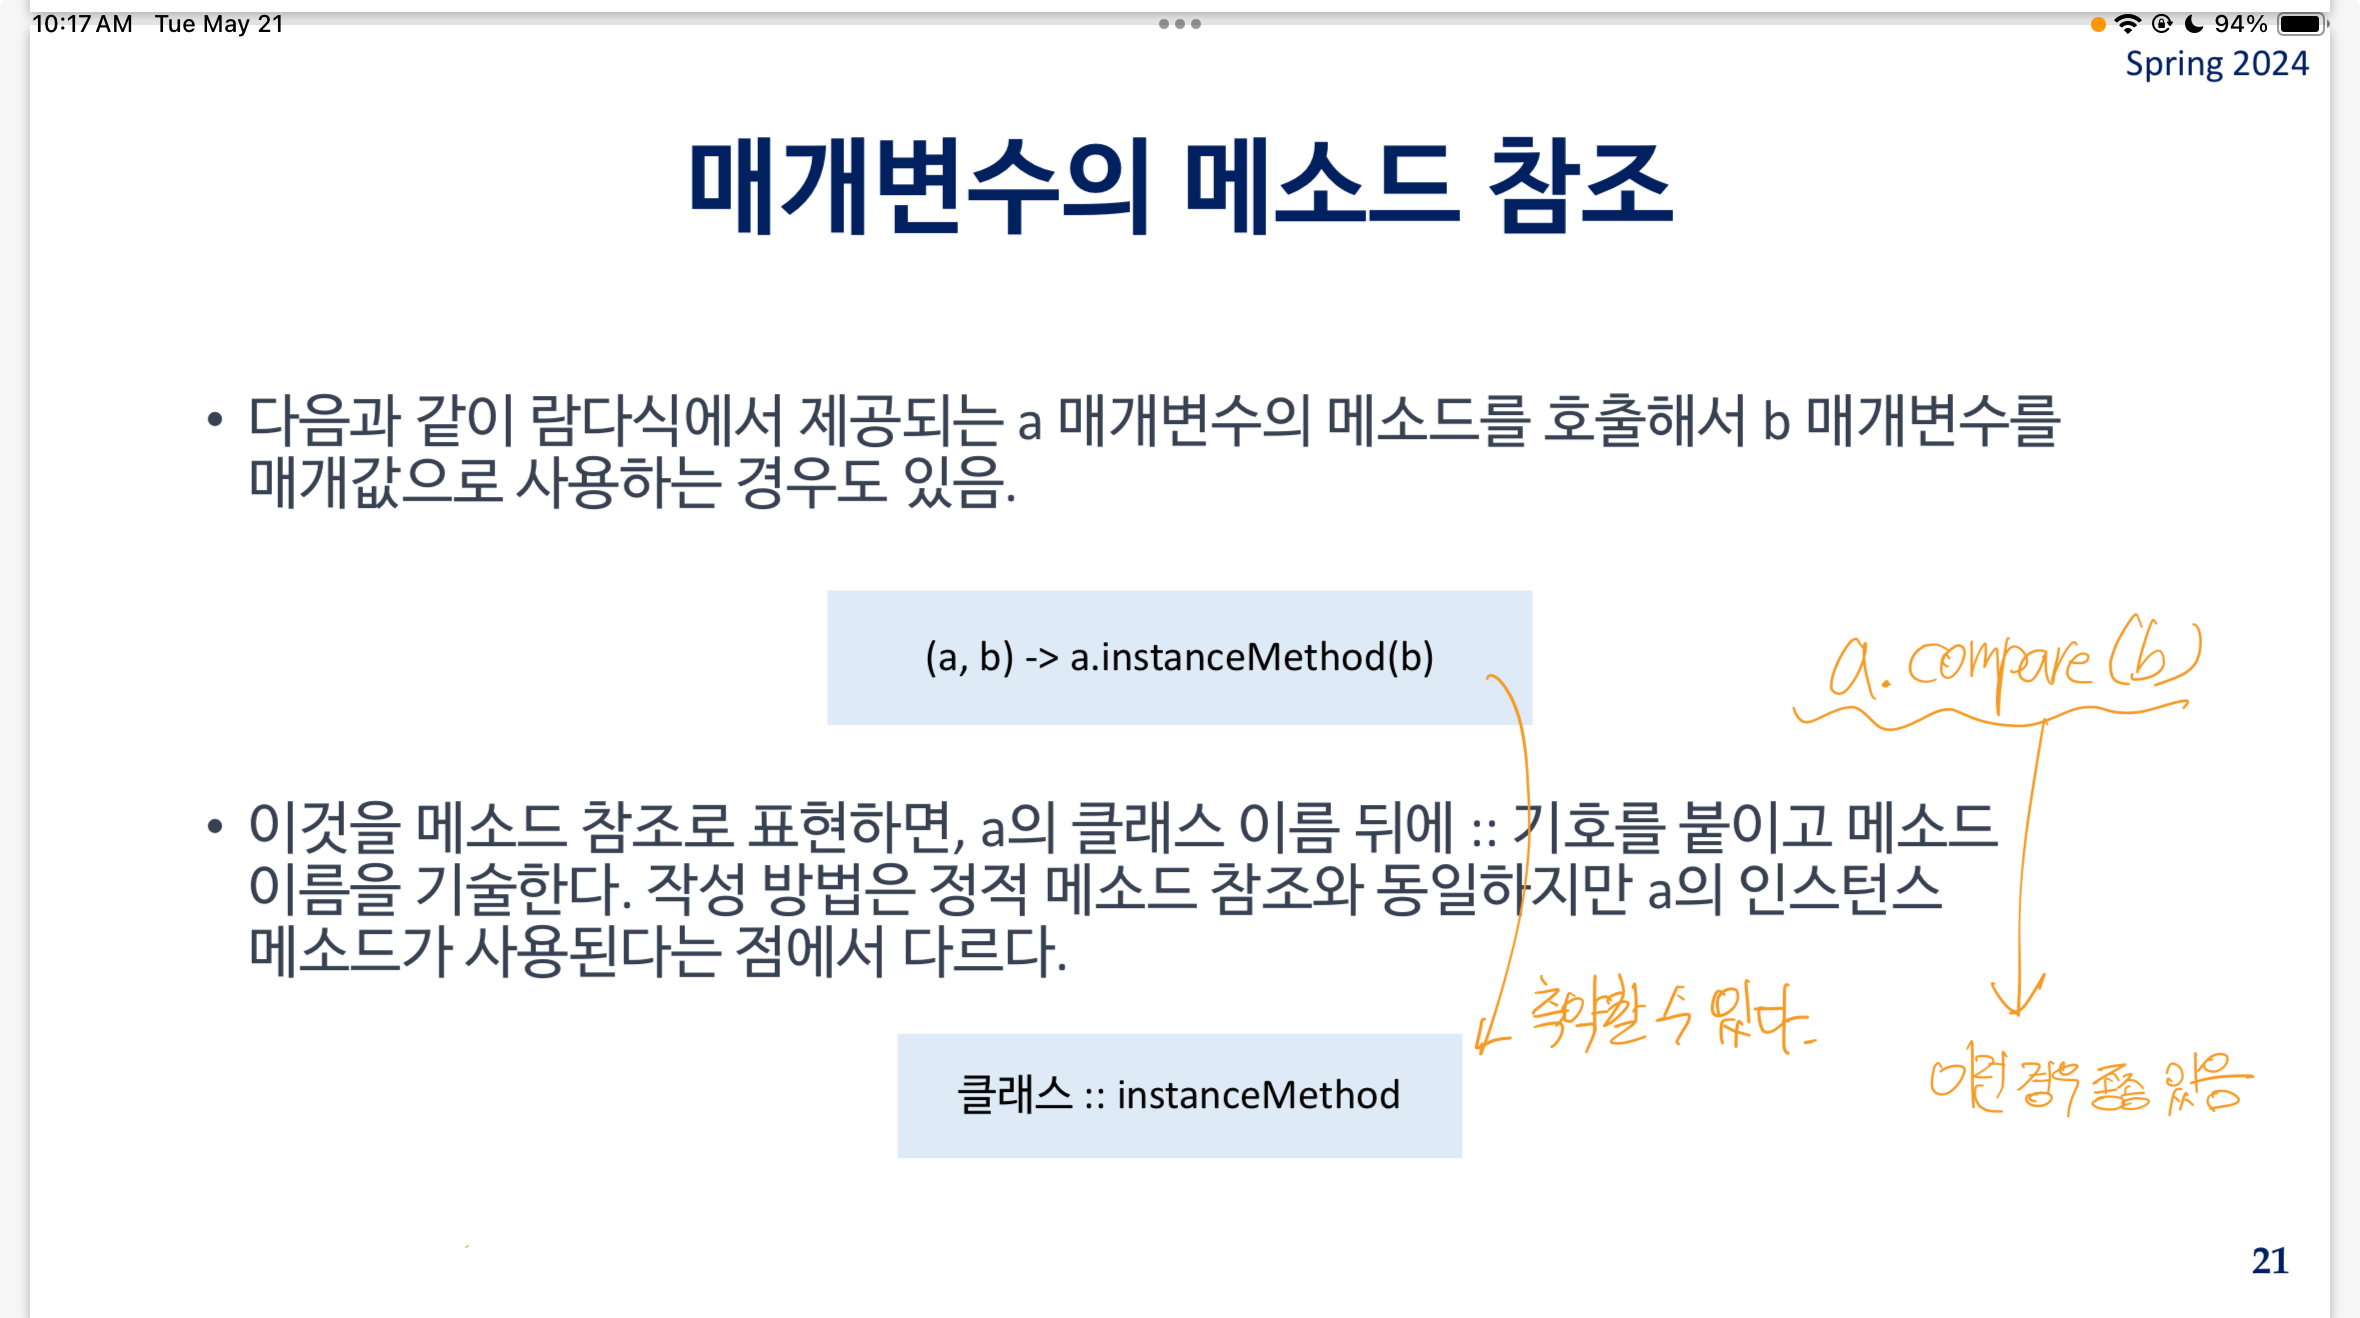 10:17 AM Tue May 21
94%
Spring 2024
매개변수의 메소드 참조
• 다음과 같이 람다식에서 제공되는 a 매개변수의 메소드를 호출해서 b 매개변수를
매개값으로 사용하는 경우도 있음.
(a, b) -> a.instanceMethod(b)
a. compare(b)
• 이것을 메소드 참조로 표현하면, a의 클래스 이름 뒤에 :: 기호를 붙이고 메소드
이름을 기술한다. 작성 방법은 정적 메소드 참조와 동일하지만 a의 인스턴스
메소드가 사용된다는 점에서 다르다.
축약할 수 있다.
클래스 :: instanceMethod
이런 경우 종종 있음
21